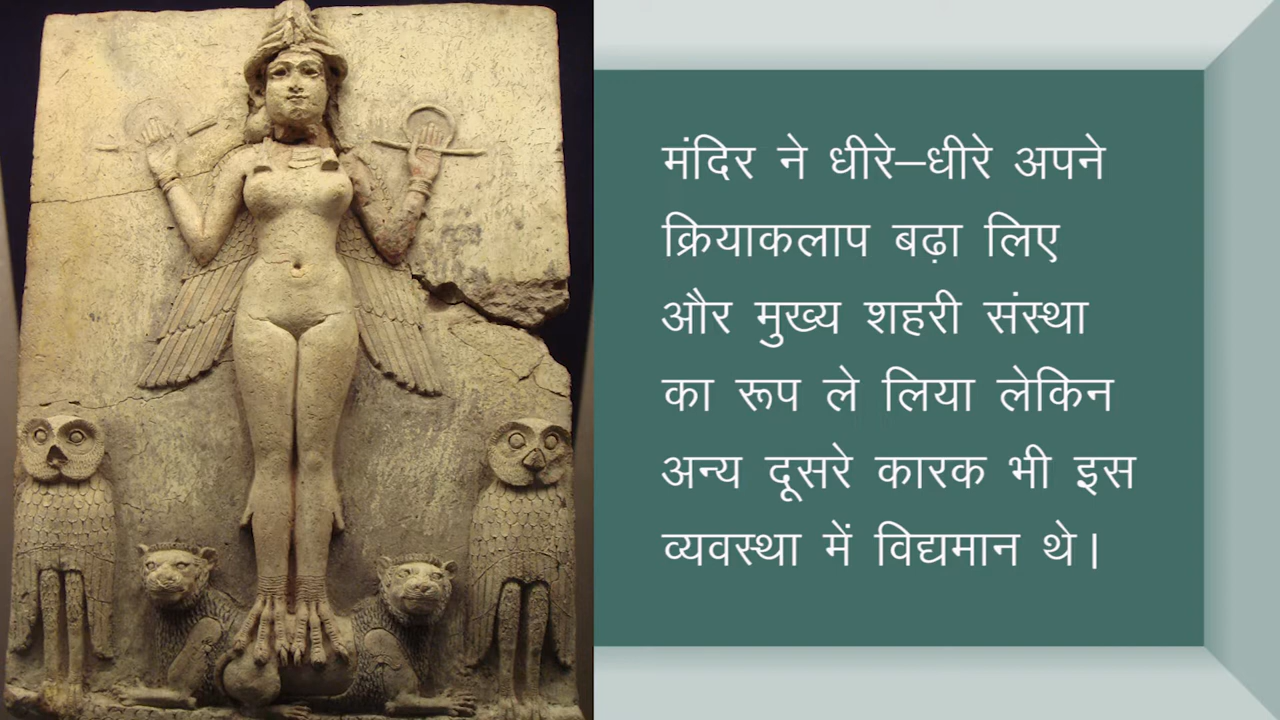 मंदिर ने धीरे–धीरे अपने
क्रियाकलाप बढ़ा लिए
और मुख्य शहरी संस्था
का रूप ले लिया लेकिन
अन्य दूसरे कारक भी इस
व्यवस्था में विद्यमान थे।